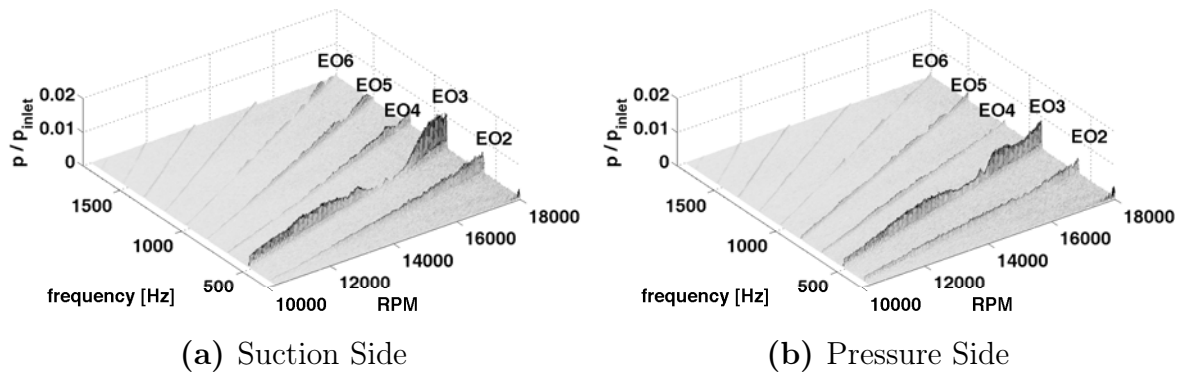 EO6
EO5
EO4
EO3
EO2
0.02
0.01
0
p / p_inlet
1500
1000
500
frequency [Hz]
10000
12000
14000
16000
18000
RPM
(a) Suction Side
EO6
EO5
EO4
EO3
EO2
0.02
0.01
0
p / p_inlet
1500
1000
500
frequency [Hz]
10000
12000
14000
16000
18000
RPM
(b) Pressure Side